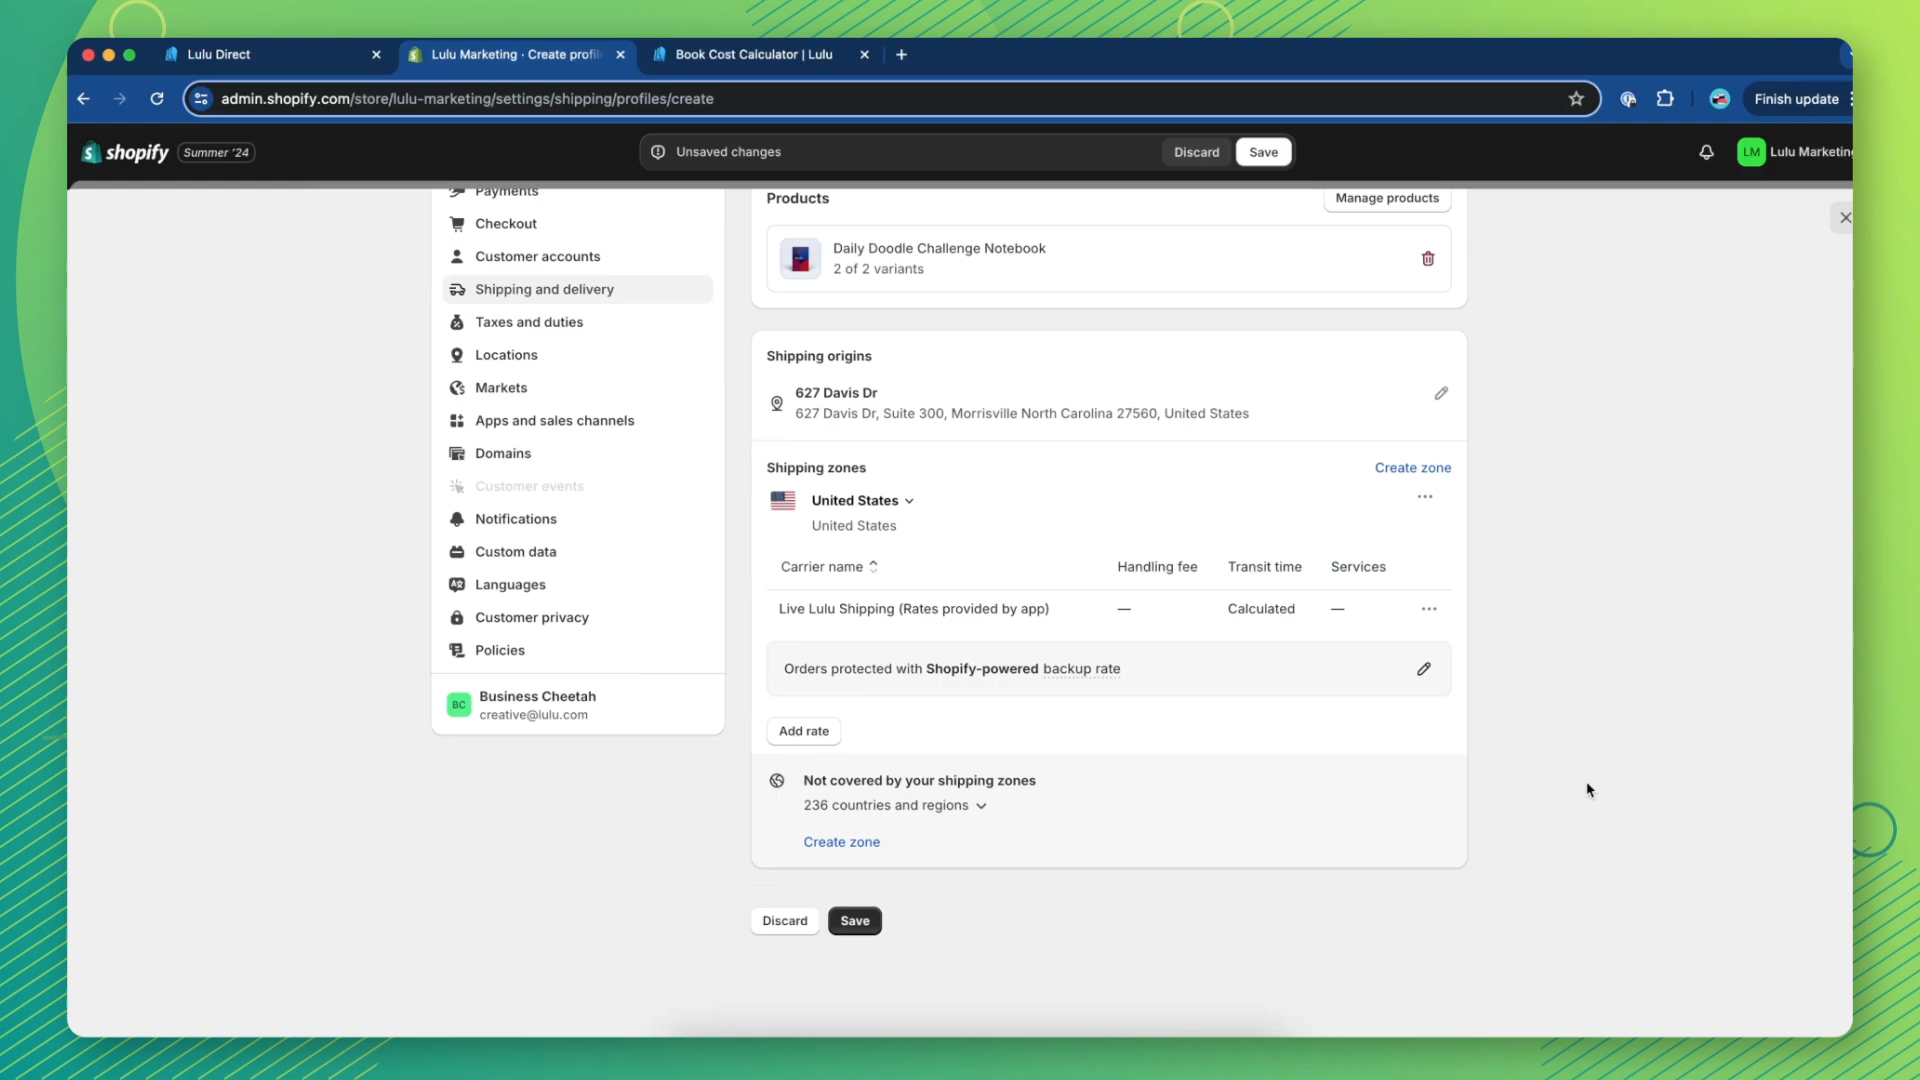 Lulu Direct
Lulu Marketing · Create profil
Book Cost Calculator | Lulu
admin.shopify.com/store/lulu-marketing/settings/shipping/profiles/create
Finish update
shopify
Summer '24
Unsaved changes
Discard
Save
LM
Lulu Marketing
Payments
Checkout
Customer accounts
Shipping and delivery
Taxes and duties
Locations
Markets
Apps and sales channels
Domains
Customer events
Notifications
Custom data
Languages
Customer privacy
Policies
BC
Business Cheetah
creative@lulu.com
Products
Manage products
Daily Doodle Challenge Notebook
2 of 2 variants
Shipping origins
627 Davis Dr
627 Davis Dr, Suite 300, Morrisville North Carolina 27560, United States
Shipping zones
Create zone
United States
United States
Carrier name
Handling fee
Transit time
Services
Live Lulu Shipping (Rates provided by app)
—
Calculated
—
Orders protected with Shopify-powered backup rate
Add rate
Not covered by your shipping zones
236 countries and regions
Create zone
Discard
Save